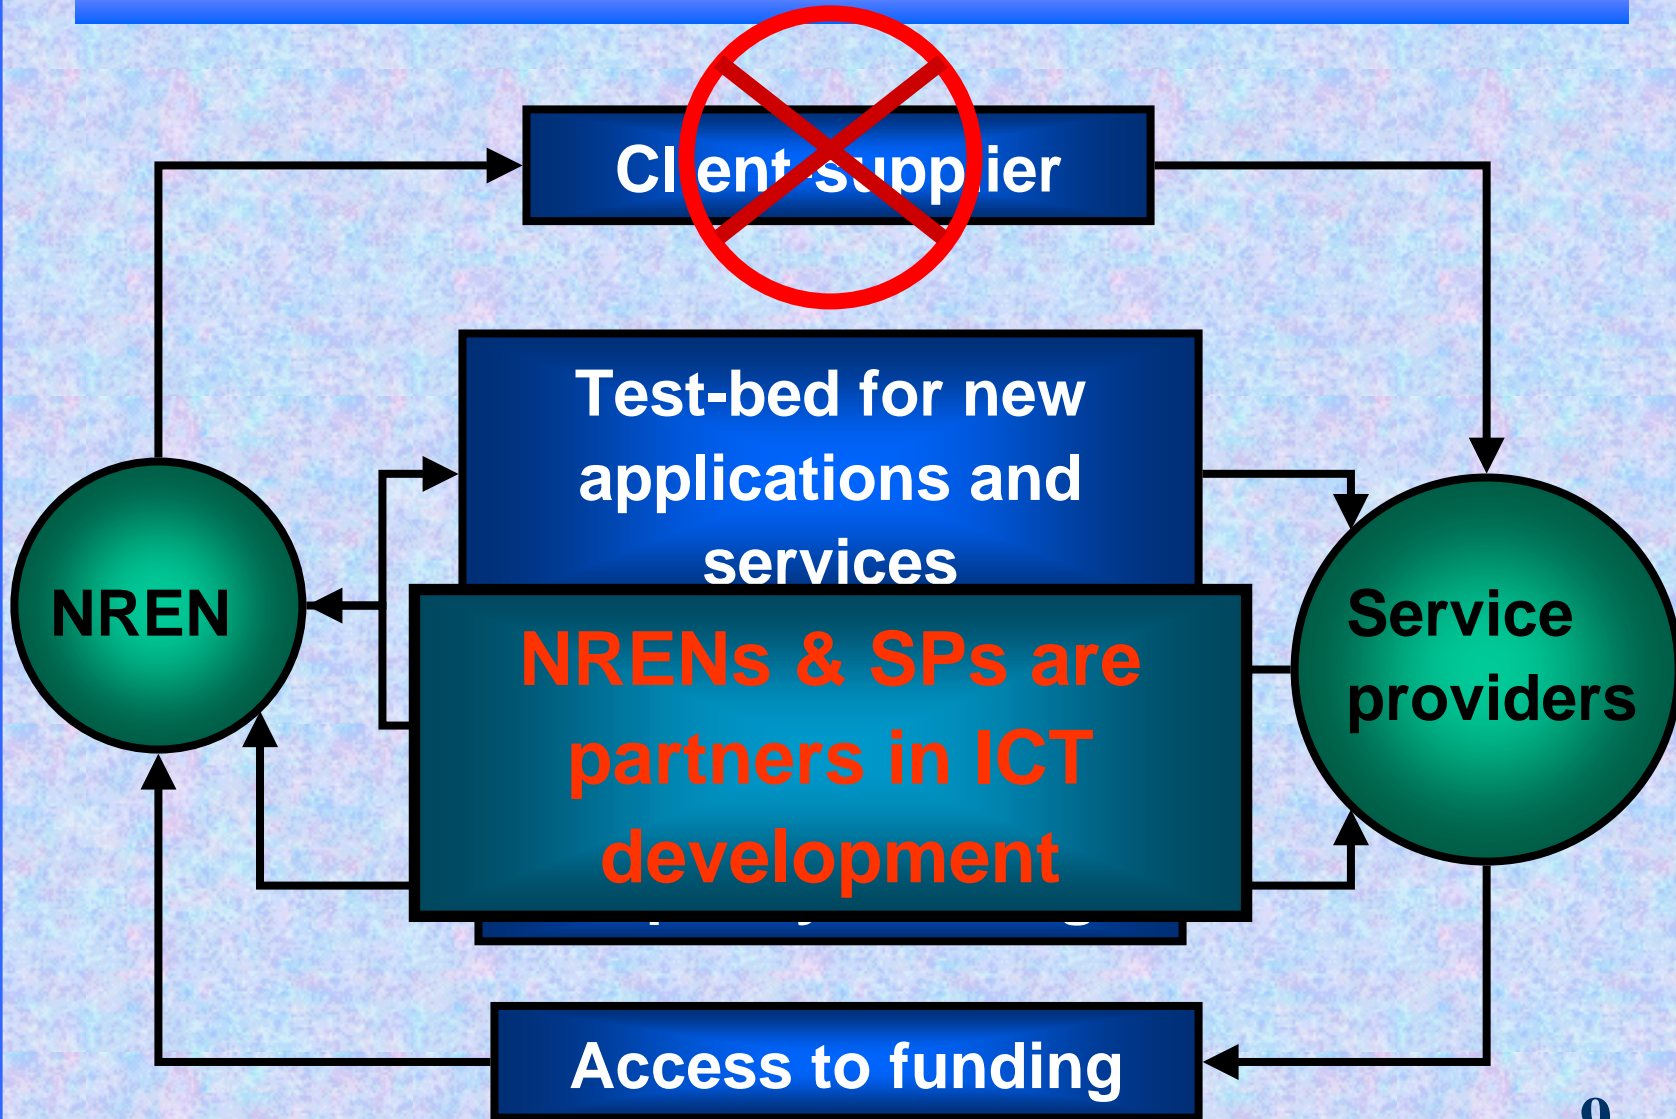 Client-supplier
Test-bed for new
applications and
services
NREN
NRENs & SPs are
partners in ICT
development
Service
providers
Access to funding